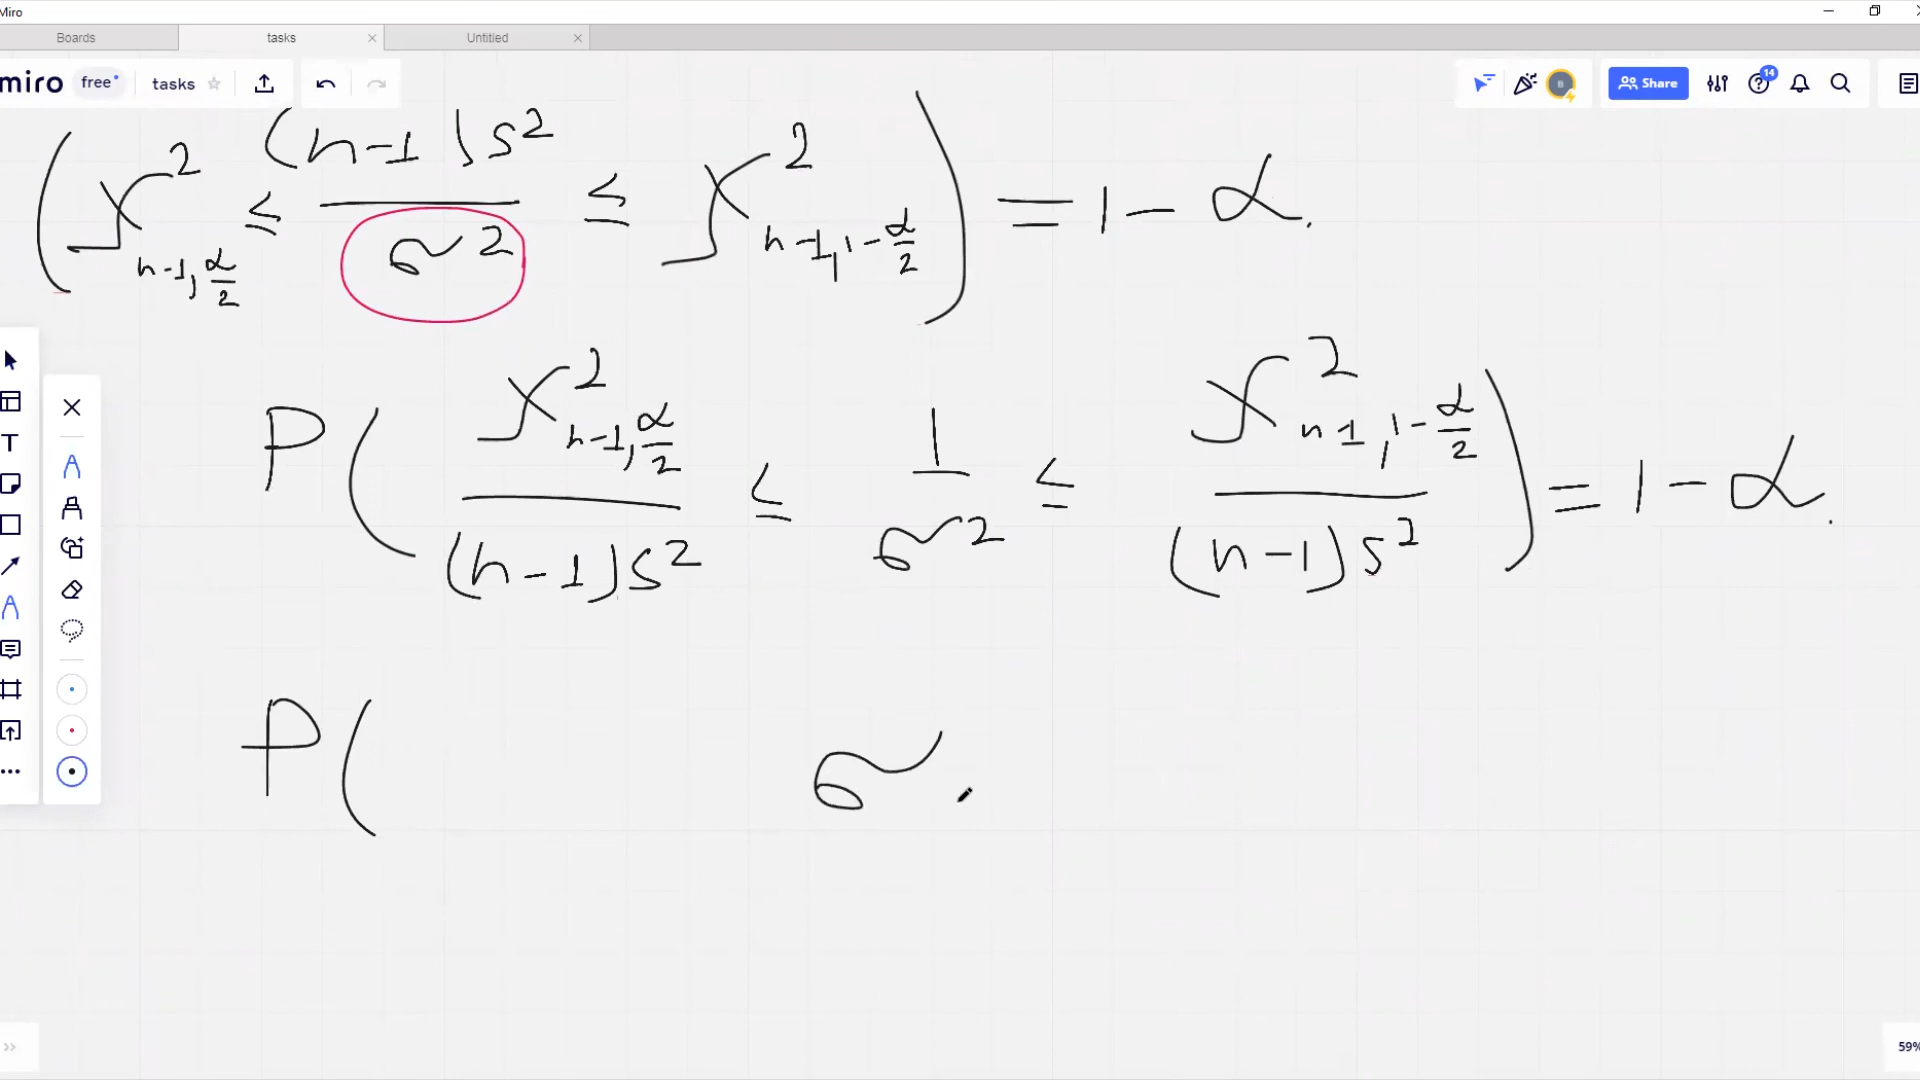 Miro
Boards tasks Untitled
miro free tasks Share 14
( χ²_{n-1, α/2} ≤ (n-1)s² / σ² ≤ χ²_{n-1, 1-α/2} ) = 1 - α.
P( χ²_{n-1, α/2} / (n-1)s² ≤ 1 / σ² ≤ χ²_{n-1, 1-α/2} / (n-1)s² ) = 1 - α.
P( σ
T
59%